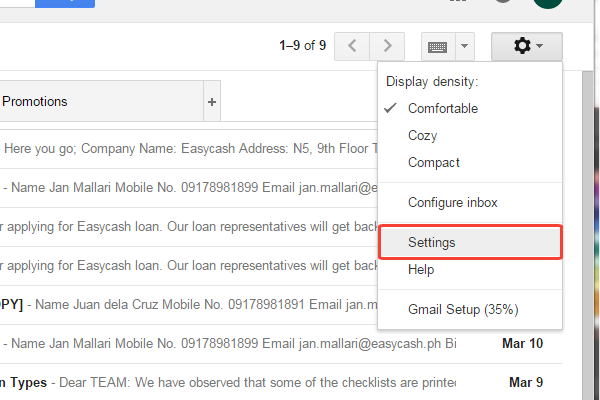 1–9 of 9
Display density:
Comfortable
Cozy
Compact
Configure inbox
Settings
Help
Gmail Setup (35%)
Promotions
+
Here you go; Company Name: Easycash Address: N5, 9th Floor T
- Name Jan Mallari Mobile No. 09178981899 Email jan.mallari@eas
r applying for Easycash loan. Our loan representatives will get back
r applying for Easycash loan. Our loan representatives will get back
OPY] - Name Juan dela Cruz Mobile No. 09178981891 Email jan.m
- Name Jan Mallari Mobile No. 09178981899 Email jan.mallari@easycash.ph Bi Mar 10
n Types - Dear TEAM: We have observed that some of the checklists are printed Mar 9